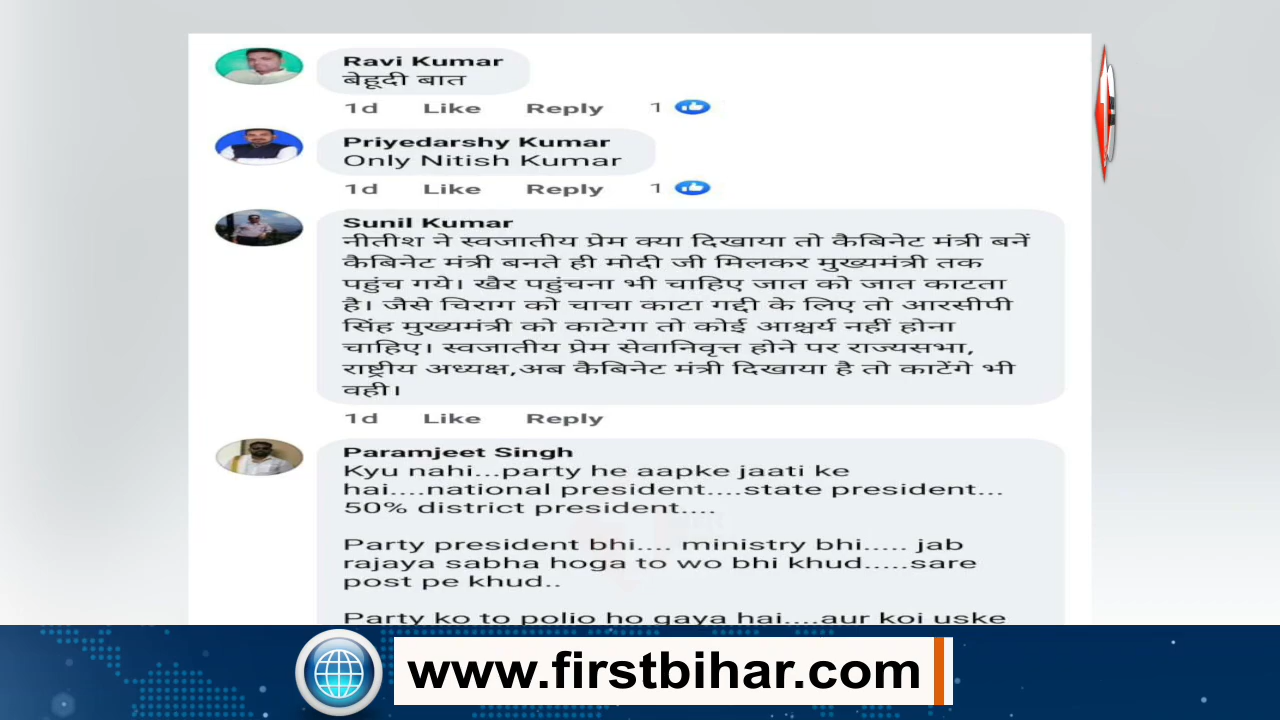 Ravi Kumar
बेहूदी बात
1d Like Reply 1
Priyedarshy Kumar
Only Nitish Kumar
1d Like Reply 1
Sunil Kumar
नीतीश ने स्वजातीय प्रेम क्या दिखाया तो कैबिनेट मंत्री बनें
कैबिनेट मंत्री बनते ही मोदी जी मिलकर मुख्यमंत्री तक
पहुंच गये। खैर पहुंचना भी चाहिए जात को जात काटता
है। जैसे चिराग को चाचा काटा गद्दी के लिए तो आरसीपी
सिंह मुख्यमंत्री को काटेगा तो कोई आश्चर्य नहीं होना
चाहिए। स्वजातीय प्रेम सेवानिवृत्त होने पर राज्यसभा,
राष्ट्रीय अध्यक्ष,अब कैबिनेट मंत्री दिखाया है तो काटेंगे भी
वही।
1d Like Reply
Paramjeet Singh
Kyu nahi...party he aapke jaati ke
hai....national president....state president...
50% district president....
Party president bhi.... ministry bhi..... jab
rajaya sabha hoga to wo bhi khud.....sare
post pe khud..
Party ko to polio ho gaya hai....aur koi uske
www.firstbihar.com